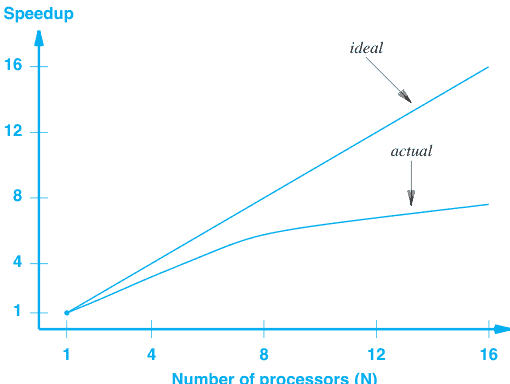 Speedup
ideal
16
12
actual
8
4
1
1 4 8 12 16
Number of processors (N)